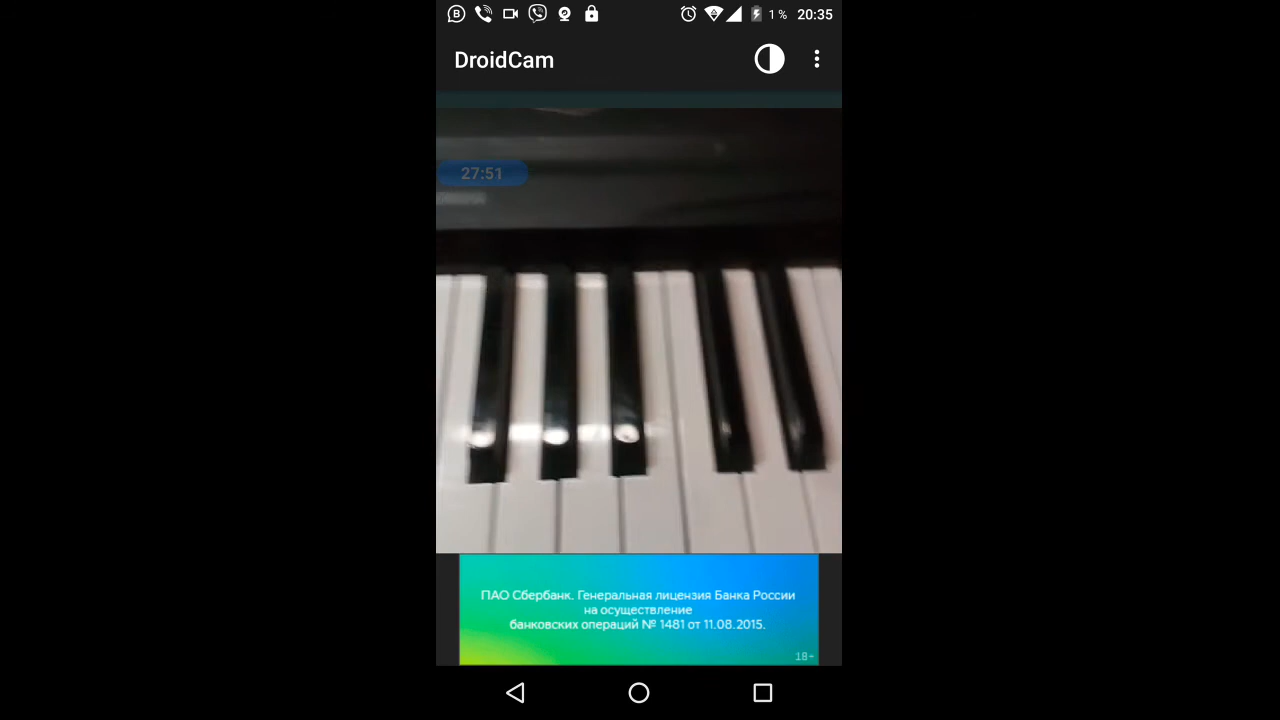 1 % 20:35
DroidCam
27:51
ПАО Сбербанк. Генеральная лицензия Банка России
на осуществление
банковских операций № 1481 от 11.08.2015.
18+